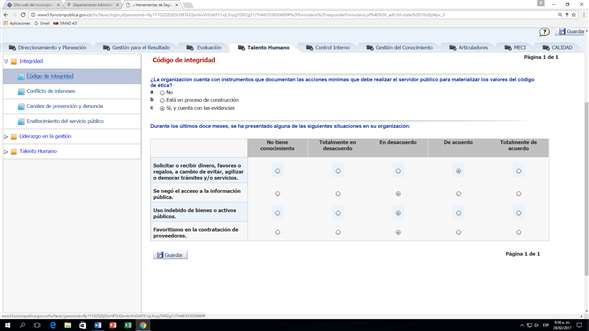 Direccionamiento y Planeación
Gestión para el Resultado
Evaluación
Talento Humano
Control Interno
Gestión del Conocimiento
Articuladores
MECI
CALIDAD
Guardar
Integridad
Código de Integridad
Conflicto de intereses
Canales de prevención y denuncia
Enaltecimiento del servicio público
Liderazgo en la gestión
Talento Humano
Código de integridad
Página 1 de 1
¿La organización cuenta con instrumentos que documentan las acciones mínimas que debe realizar el servidor público para materializar los valores del código
de ética?
a No
b Está en proceso de construcción
c Si, y cuenta con las evidencias
Durante los últimos doce meses, se ha presentado alguna de las siguientes situaciones en su organización:
No tiene conocimiento
Totalmente en desacuerdo
En desacuerdo
De acuerdo
Totalmente de acuerdo
Solicitar o recibir dinero, favores o
regalos, a cambio de evitar, agilizar
o demorar trámites y/o servicios.
Se negó el acceso a la información
pública.
Uso indebido de bienes o activos
públicos.
Favoritismo en la contratación de
proveedores.
Guardar
Página 1 de 1